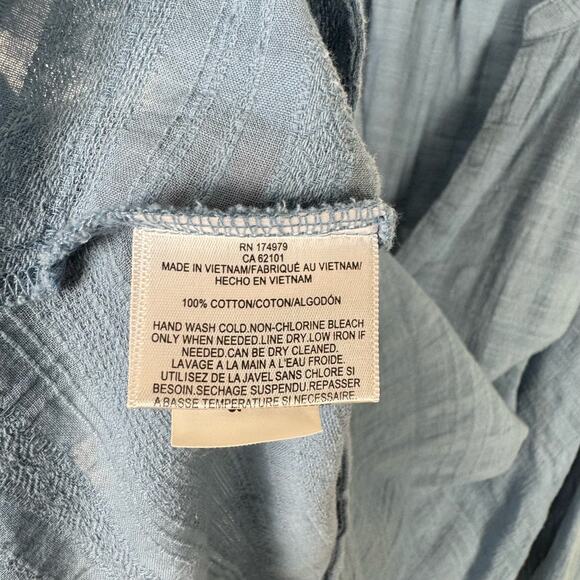 RN 174979
CA 62101
MADE IN VIETNAM/FABRIQUÉ AU VIETNAM/
HECHO EN VIETNAM
100% COTTON/COTON/ALGODÓN
HAND WASH COLD.NON-CHLORINE BLEACH
ONLY WHEN NEEDED.LINE DRY.LOW IRON IF
NEEDED.CAN BE DRY CLEANED.
LAVAGE A LA MAIN A L'EAU FROIDE.
UTILISEZ DE LA JAVEL SANS CHLORE SI
BESOIN.SECHAGE SUSPENDU.REPASSER
A BASSE TEMPERATURE SI NECESSAIRE.